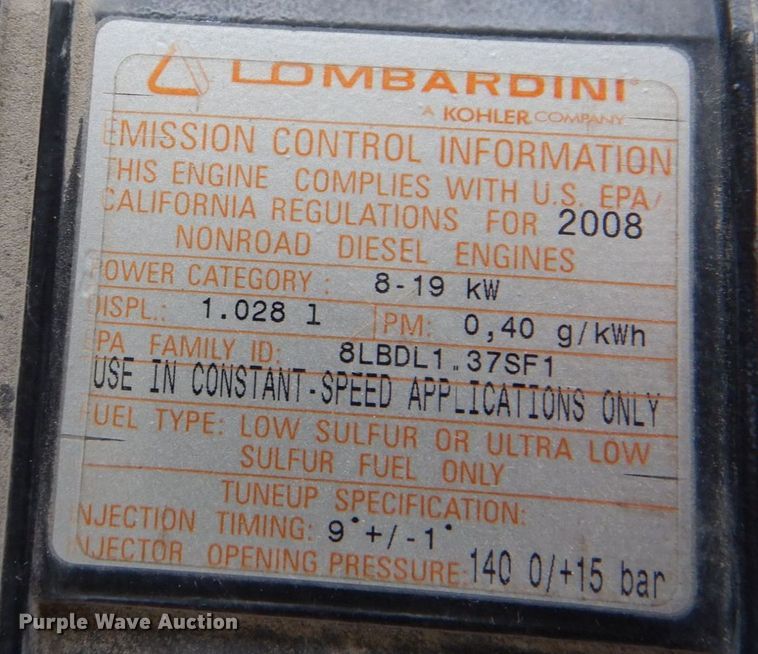 LOMBARDINI
A KOHLER COMPANY
EMISSION CONTROL INFORMATION
THIS ENGINE COMPLIES WITH U.S. EPA/
CALIFORNIA REGULATIONS FOR 2008
NONROAD DIESEL ENGINES
POWER CATEGORY : 8-19 kW
DISPL.: 1.028 l PM: 0,40 g/kWh
EPA FAMILY ID: 8LBDL1.37SF1
USE IN CONSTANT-SPEED APPLICATIONS ONLY
FUEL TYPE: LOW SULFUR OR ULTRA LOW
SULFUR FUEL ONLY
TUNEUP SPECIFICATION:
INJECTION TIMING: 9°+/-1°
INJECTOR OPENING PRESSURE: 140 0/+15 bar
Purple Wave Auction